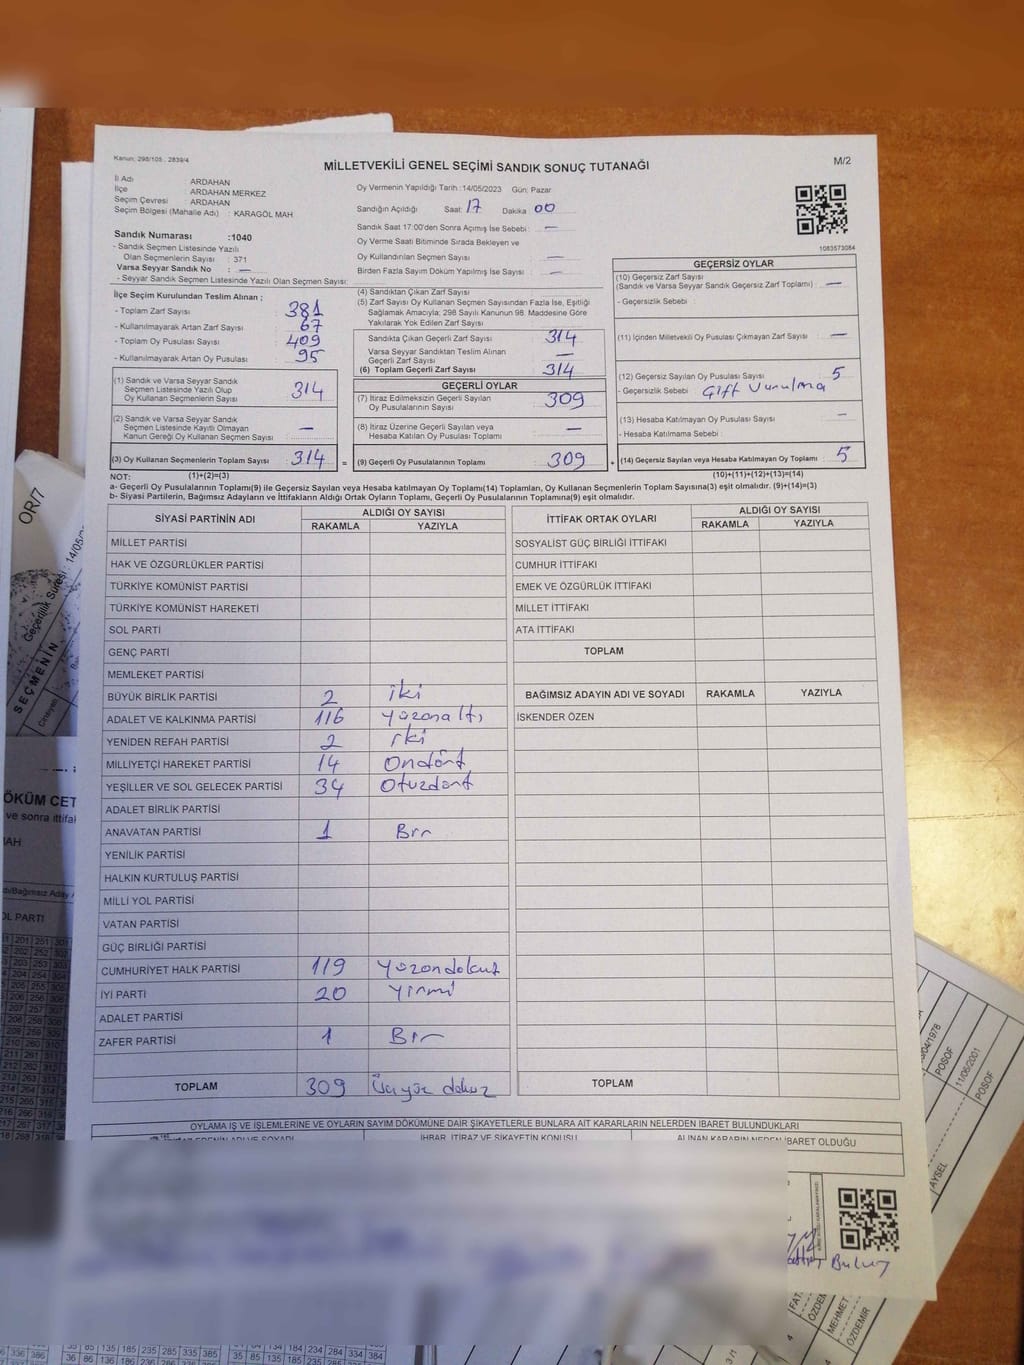 Kanun: 298/105 , 2839/4
MİLLETVEKİLİ GENEL SEÇİMİ SANDIK SONUÇ TUTANAĞI
M/2
İl Adı : ARDAHAN
İlçe : ARDAHAN MERKEZ
Seçim Çevresi : ARDAHAN
Seçim Bölgesi (Mahalle Adı) : KARAGÖL MAH
Sandık Numarası :1040
- Sandık Seçmen Listesinde Yazılı
Olan Seçmenlerin Sayısı : 371
Varsa Seyyar Sandık No : —
- Seyyar Sandık Seçmen Listesinde Yazılı Olan Seçmen Sayısı:
Oy Vermenin Yapıldığı Tarih :14/05/2023 Gün: Pazar
Sandığın Açıldığı Saat: 17 Dakika 00
Sandık Saat 17:00'den Sonra Açımış İse Sebebi : —
Oy Verme Saati Bitiminde Sırada Bekleyen ve
Oy Kullandırılan Seçmen Sayısı : —
Birden Fazla Sayım Döküm Yapılmış İse Sayısı : —
1083573084
İlçe Seçim Kurulundan Teslim Alınan ;
- Toplam Zarf Sayısı : 381
- Kullanılmayarak Artan Zarf Sayısı : 67
- Toplam Oy Pusulası Sayısı : 409
- Kullanılmayarak Artan Oy Pusulası : 95
(1) Sandık ve Varsa Seyyar Sandık
Seçmen Listesinde Yazılı Olup
Oy Kullanan Seçmenlerin Sayısı : 314
(2) Sandık ve Varsa Seyyar Sandık
Seçmen Listesinde Kayıtlı Olmayan
Kanun Gereği Oy Kullanan Seçmen Sayısı : —
(3) Oy Kullanan Seçmenlerin Toplam Sayısı : 314 =
(4) Sandıktan Çıkan Zarf Sayısı :
(5) Zarf Sayısı Oy Kullanan Seçmen Sayısından Fazla İse, Eşitliği
Sağlamak Amacıyla; 298 Sayılı Kanunun 98. Maddesine Göre
Yakılarak Yok Edilen Zarf Sayısı :
Sandıkta Çıkan Geçerli Zarf Sayısı : 314
Varsa Seyyar Sandıktan Teslim Alınan
Geçerli Zarf Sayısı : —
(6) Toplam Geçerli Zarf Sayısı : 314
GEÇERLİ OYLAR
(7) İtiraz Edilmeksizin Geçerli Sayılan
Oy Pusulalarının Sayısı : 309
(8) İtiraz Üzerine Geçerli Sayılan veya
Hesaba Katılan Oy Pusulası Toplamı : —
(9) Geçerli Oy Pusulalarının Toplamı : 309 +
GEÇERSİZ OYLAR
(10) Geçersiz Zarf Sayısı
(Sandık ve Varsa Seyyar Sandık Geçersiz Zarf Toplamı) : —
- Geçersizlik Sebebi :
(11) İçinden Milletvekili Oy Pusulası Çıkmayan Zarf Sayısı : —
(12) Geçersiz Sayılan Oy Pusulası Sayısı : 5
- Geçersizlik Sebebi : Çift Vurulma
(13) Hesaba Katılmayan Oy Pusulası Sayısı : —
- Hesaba Katılmama Sebebi :
(14) Geçersiz Sayılan veya Hesaba Katılmayan Oy Toplamı : 5
NOT: (1)+(2)=(3)
(10)+(11)+(12)+(13)=(14)
a- Geçerli Oy Pusulalarının Toplamı(9) ile Geçersiz Sayılan veya Hesaba katılmayan Oy Toplamı(14) Toplamları, Oy Kullanan Seçmenlerin Toplam Sayısına(3) eşit olmalıdır. (9)+(14)=(3)
b- Siyasi Partilerin, Bağımsız Adayların ve İttifakların Aldığı Ortak Oyların Toplamı, Geçerli Oy Pusulalarının Toplamına(9) eşit olmalıdır.
SİYASİ PARTİNİN ADI
ALDIĞI OY SAYISI
RAKAMLA YAZIYLA
MİLLET PARTİSİ
HAK VE ÖZGÜRLÜKLER PARTİSİ
TÜRKİYE KOMÜNİST PARTİSİ
TÜRKİYE KOMÜNİST HAREKETİ
SOL PARTİ
GENÇ PARTİ
MEMLEKET PARTİSİ
BÜYÜK BİRLİK PARTİSİ 2 iki
ADALET VE KALKINMA PARTİSİ 116 yüzonaltı
YENİDEN REFAH PARTİSİ 2 iki
MİLLİYETÇİ HAREKET PARTİSİ 14 Ondört
YEŞİLLER VE SOL GELECEK PARTİSİ 34 Otuzdört
ADALET BİRLİK PARTİSİ
ANAVATAN PARTİSİ 1 Bir
YENİLİK PARTİSİ
HALKIN KURTULUŞ PARTİSİ
MİLLİ YOL PARTİSİ
VATAN PARTİSİ
GÜÇ BİRLİĞİ PARTİSİ
CUMHURİYET HALK PARTİSİ 119 Yüzondokuz
İYİ PARTİ 20 Yirmi
ADALET PARTİSİ
ZAFER PARTİSİ 1 Bir
TOPLAM 309 Üçyüz dokuz
İTTİFAK ORTAK OYLARI
ALDIĞI OY SAYISI
RAKAMLA YAZIYLA
SOSYALİST GÜÇ BİRLİĞİ İTTİFAKI
CUMHUR İTTİFAKI
EMEK VE ÖZGÜRLÜK İTTİFAKI
MİLLET İTTİFAKI
ATA İTTİFAKI
TOPLAM
BAĞIMSIZ ADAYIN ADI VE SOYADI RAKAMLA YAZIYLA
İSKENDER ÖZEN
TOPLAM
OYLAMA İŞ VE İŞLEMLERİNE VE OYLARIN SAYIM DÖKÜMÜNE DAİR ŞİKAYETLERLE BUNLARA AİT KARARLARIN NELERDEN İBARET BULUNDUKLARI
İHBAR, İTİRAZ VE ŞİKAYETİN KONUSU
ALINAN KARARIN NEDEN İBARET OLDUĞU
OR/7
Geçerlilik Süresi : 14/05/
SEÇMENİN
ÖKÜM CET
ve sonra ittifak
MAH
OL PARTİ
04/1978
POSOF
11/06/2001
POSOF
AYSEL
MEHMET
ÖZDEMİR